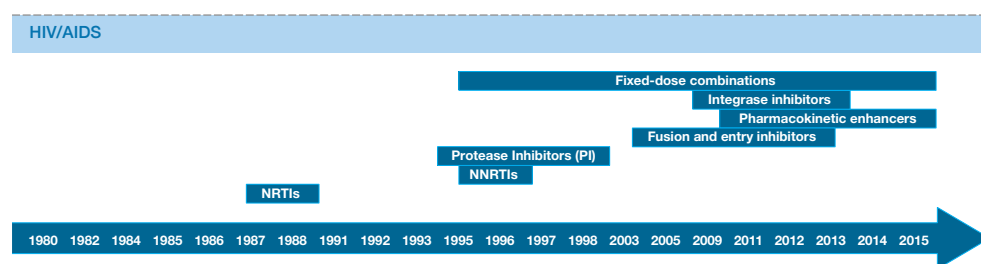 HIV/AIDS
Fixed-dose combinations
Integrase inhibitors
Pharmacokinetic enhancers
Fusion and entry inhibitors
Protease Inhibitors (PI)
NNRTIs
NRTIs
1980 1982 1984 1985 1986 1987 1988 1991 1992 1993 1995 1996 1997 1998 2003 2005 2009 2011 2012 2013 2014 2015